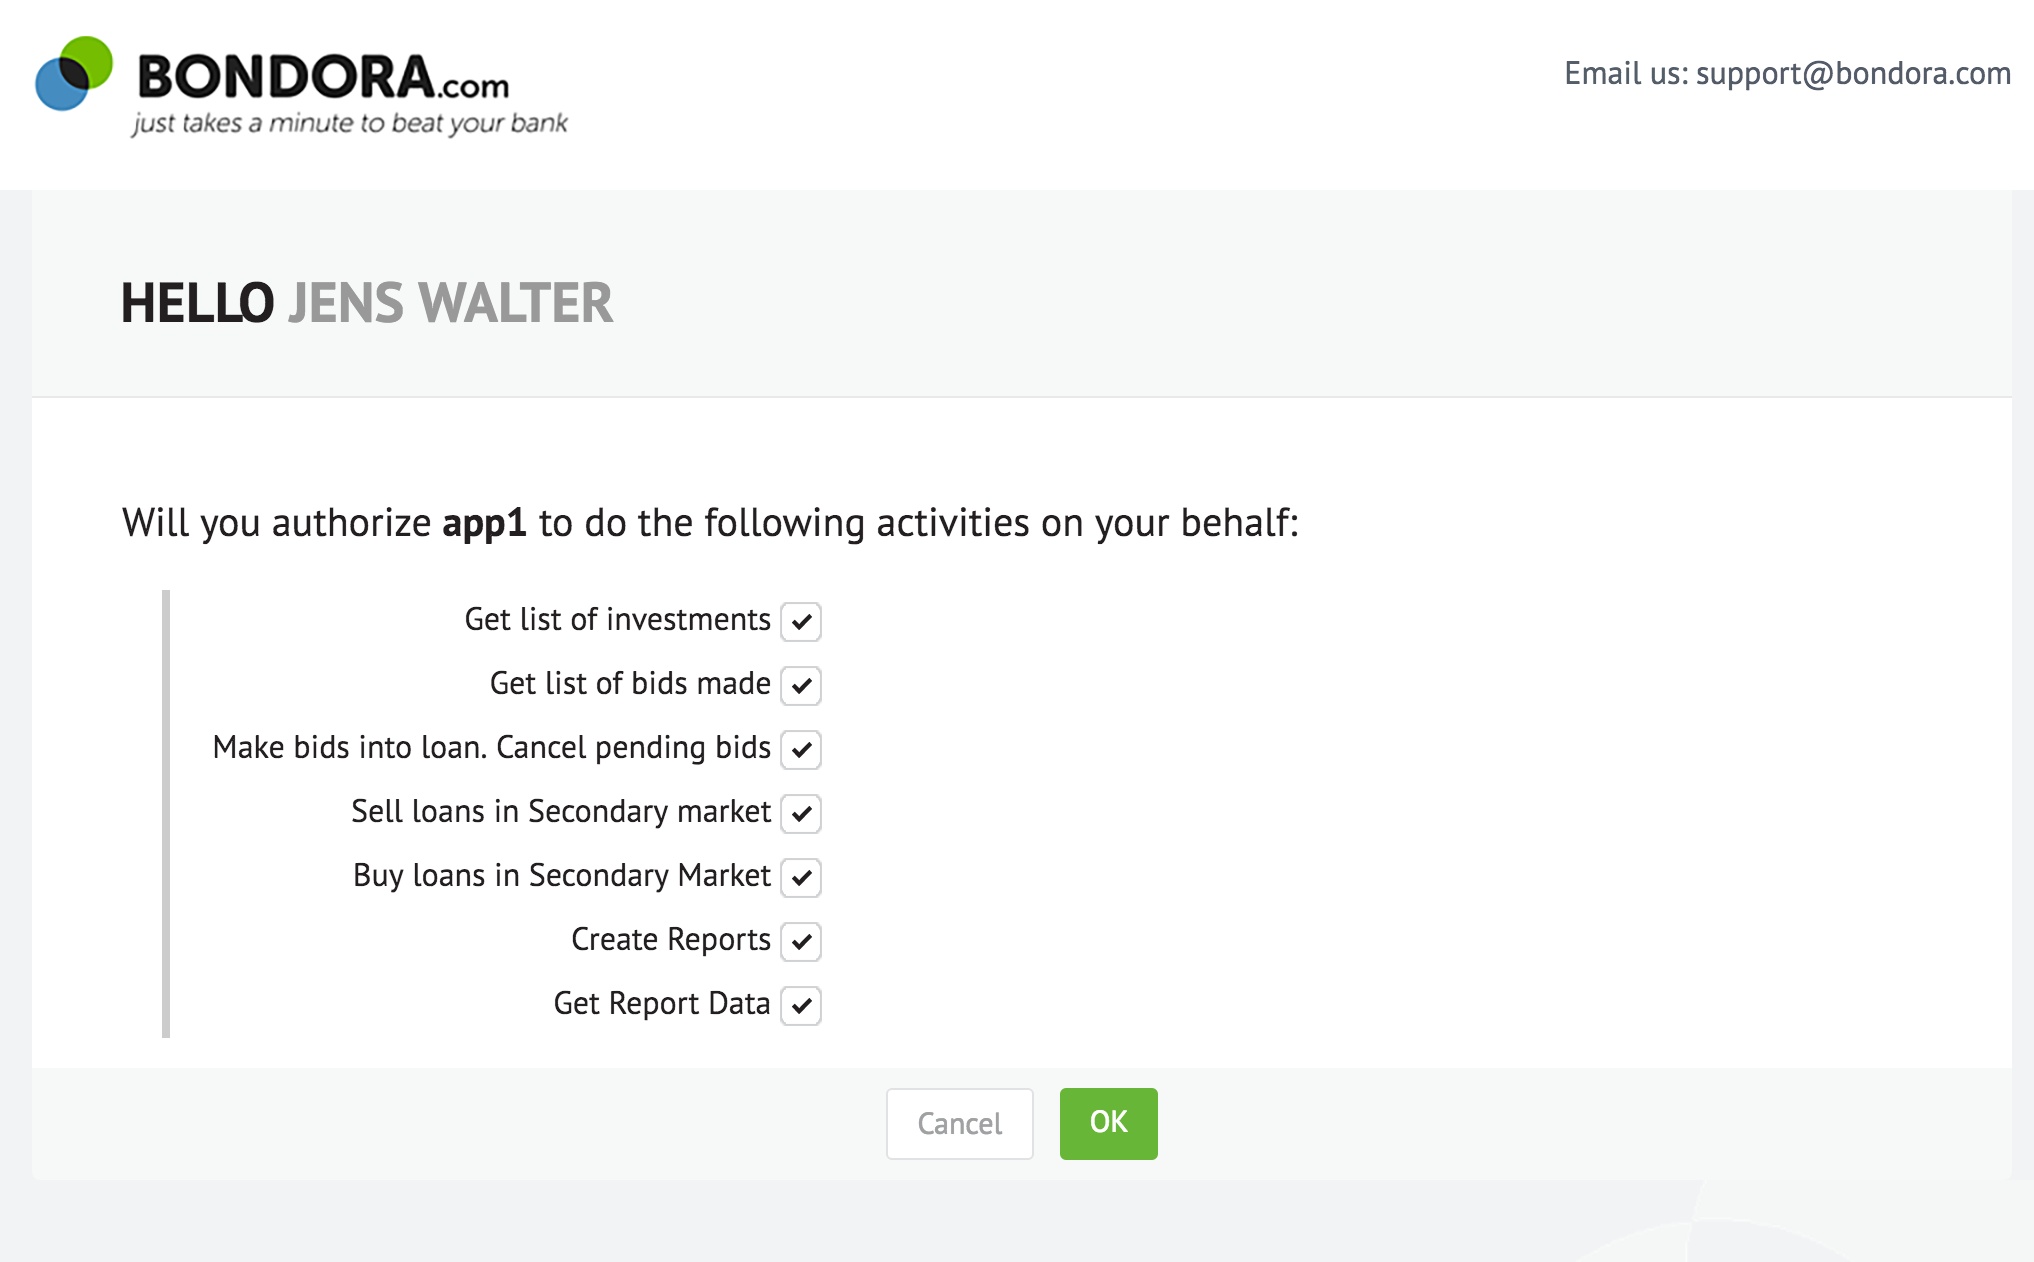 BONDORA.com
just takes a minute to beat your bank
Email us: support@bondora.com
HELLO JENS WALTER
Will you authorize app1 to do the following activities on your behalf:
Get list of investments
Get list of bids made
Make bids into loan. Cancel pending bids
Sell loans in Secondary market
Buy loans in Secondary Market
Create Reports
Get Report Data
Cancel
OK